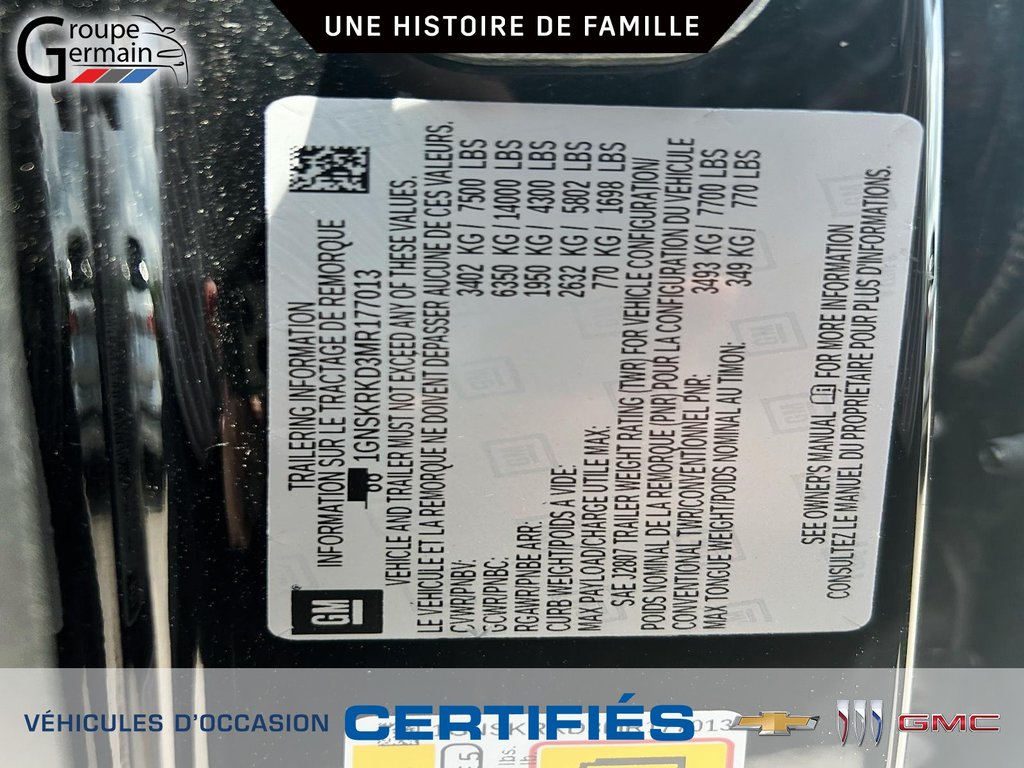 Groupe
Germain
UNE HISTOIRE DE FAMILLE
TRAILERING INFORMATION
INFORMATION SUR LE TRACTAGE DE REMORQUE
1GNSKRKD3MR177013
GM
VEHICLE AND TRAILER MUST NOT EXCEED ANY OF THESE VALUES.
LE VÉHICULE ET LA REMORQUE NE DOIVENT DÉPASSER AUCUNE DE CES VALEURS.
GVWR/PNBV: 3402 KG / 7500 LBS
GCWR/PNBC: 6350 KG / 14000 LBS
RGAWR/PNBE ARR: 1950 KG / 4300 LBS
CURB WEIGHT/POIDS À VIDE: 2632 KG / 5802 LBS
MAX PAYLOAD/CHARGE UTILE MAX: 770 KG / 1698 LBS
SAE J2807 TRAILER WEIGHT RATING (TWR) FOR VEHICLE CONFIGURATION/
POIDS NOMINAL DE LA REMORQUE (PNR) POUR LA CONFIGURATION DU VÉHICULE
CONVENTIONAL TWR/CONVENTIONNEL PNR: 3493 KG / 7700 LBS
MAX TONGUE WEIGHT/POIDS NOMINAL AU TIMON: 349 KG / 770 LBS
SEE OWNER'S MANUAL FOR MORE INFORMATION
CONSULTEZ LE MANUEL DU PROPRIÉTAIRE POUR PLUS D'INFORMATIONS.
VÉHICULES D'OCCASION CERTIFIÉS
GMC